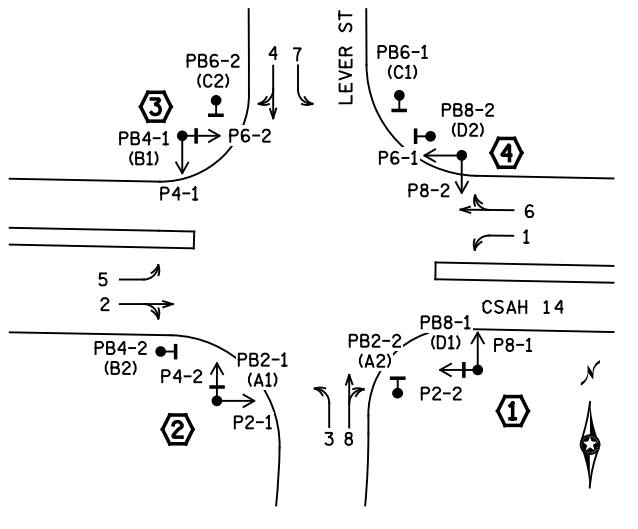 LEVER ST
4 7
PB6-2
(C2)
PB6-1
(C1)
3
PB4-1
(B1)
P6-2
P4-1
PB8-2
(D2)
P6-1
4
P8-2
6
1
5
2
CSAH 14
PB8-1
(D1)
P8-1
PB2-2
(A2)
PB4-2
(B2)
PB2-1
(A1)
P4-2
P2-2
P2-1
2
1
3 8
N